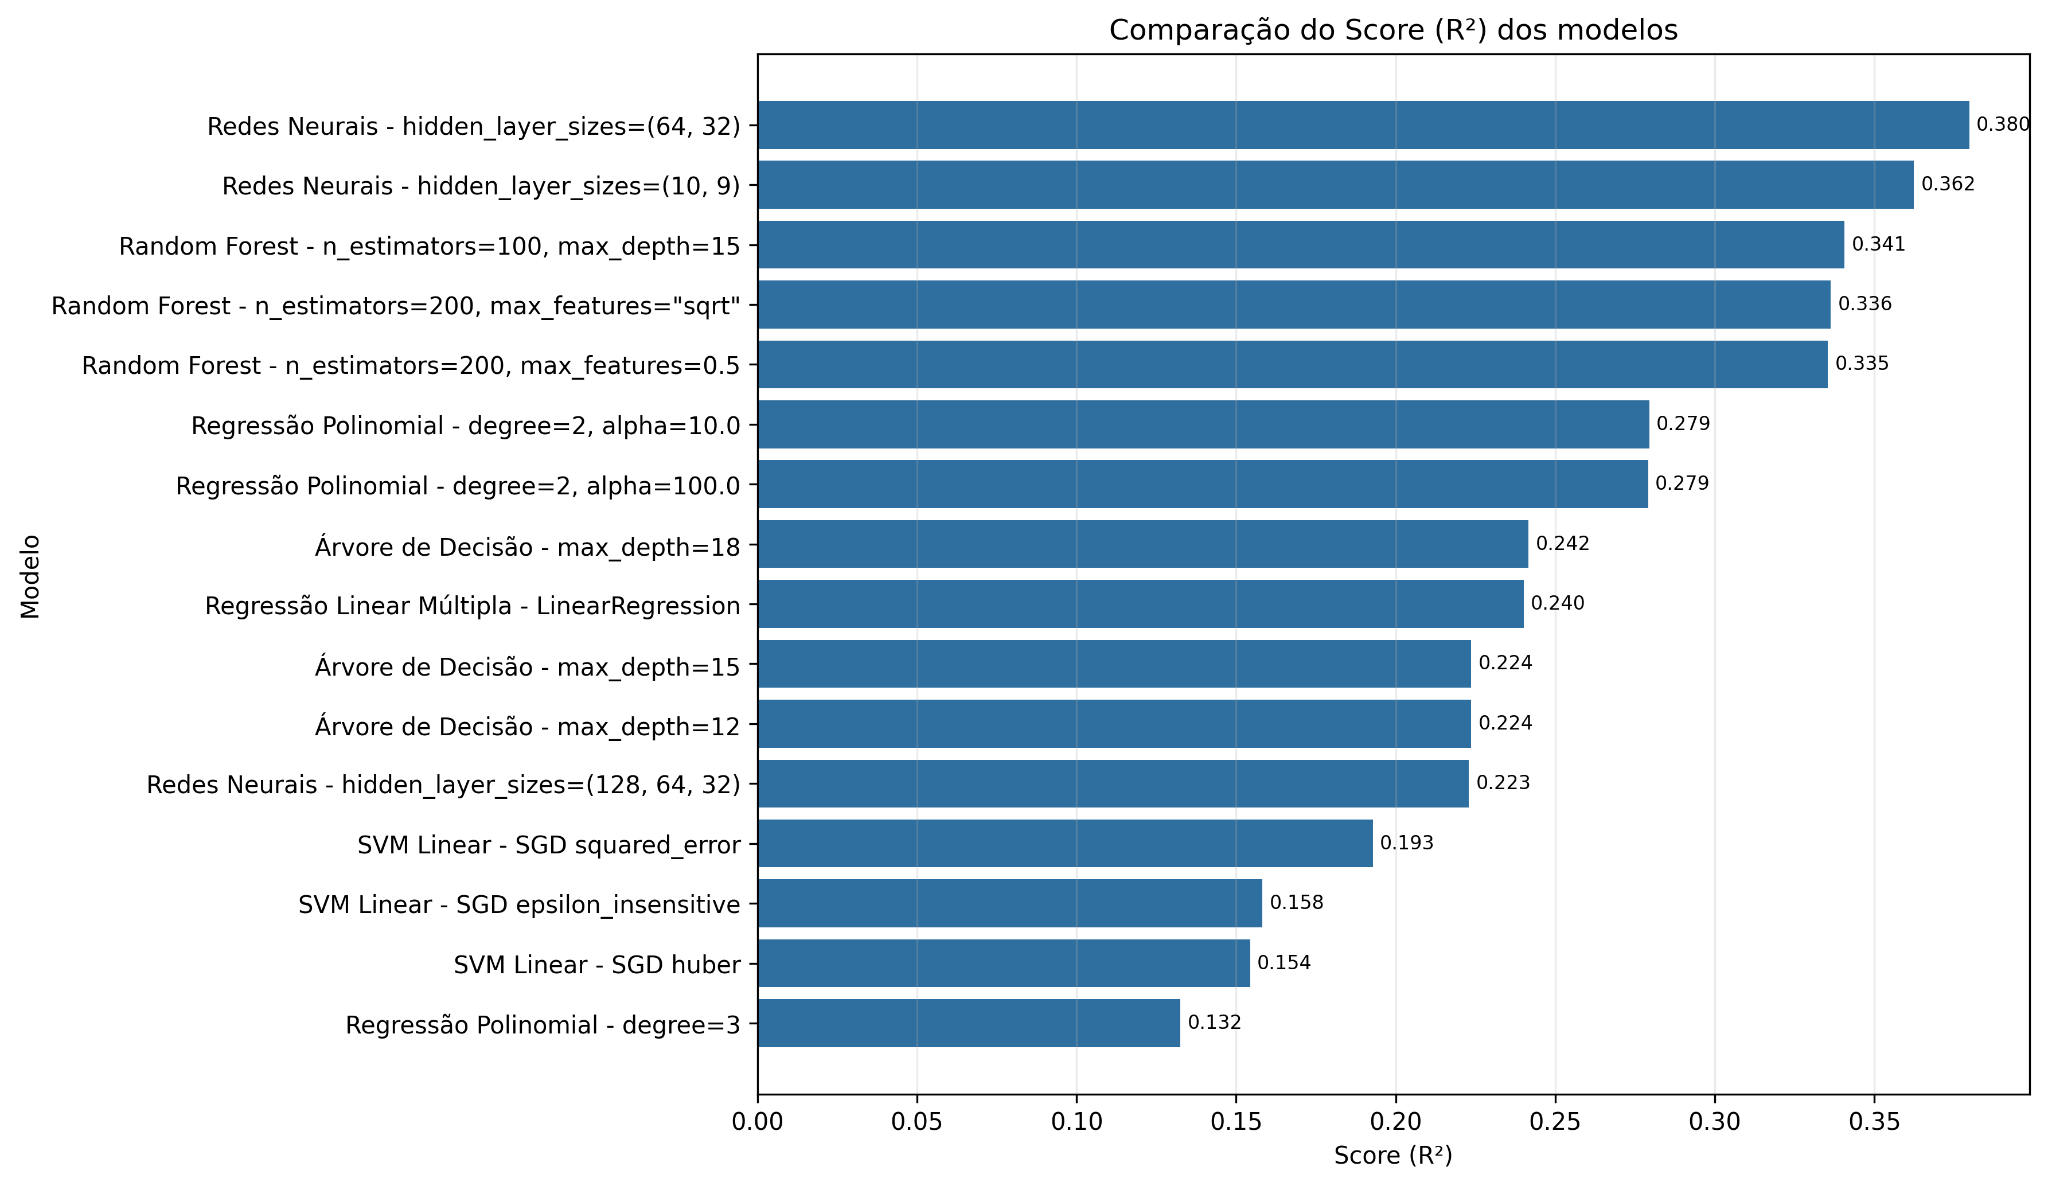 Comparação do Score (R²) dos modelos
Modelo
Redes Neurais - hidden_layer_sizes=(64, 32) 0.380
Redes Neurais - hidden_layer_sizes=(10, 9) 0.362
Random Forest - n_estimators=100, max_depth=15 0.341
Random Forest - n_estimators=200, max_features="sqrt" 0.336
Random Forest - n_estimators=200, max_features=0.5 0.335
Regressão Polinomial - degree=2, alpha=10.0 0.279
Regressão Polinomial - degree=2, alpha=100.0 0.279
Árvore de Decisão - max_depth=18 0.242
Regressão Linear Múltipla - LinearRegression 0.240
Árvore de Decisão - max_depth=15 0.224
Árvore de Decisão - max_depth=12 0.224
Redes Neurais - hidden_layer_sizes=(128, 64, 32) 0.223
SVM Linear - SGD squared_error 0.193
SVM Linear - SGD epsilon_insensitive 0.158
SVM Linear - SGD huber 0.154
Regressão Polinomial - degree=3 0.132
0.00 0.05 0.10 0.15 0.20 0.25 0.30 0.35
Score (R²)